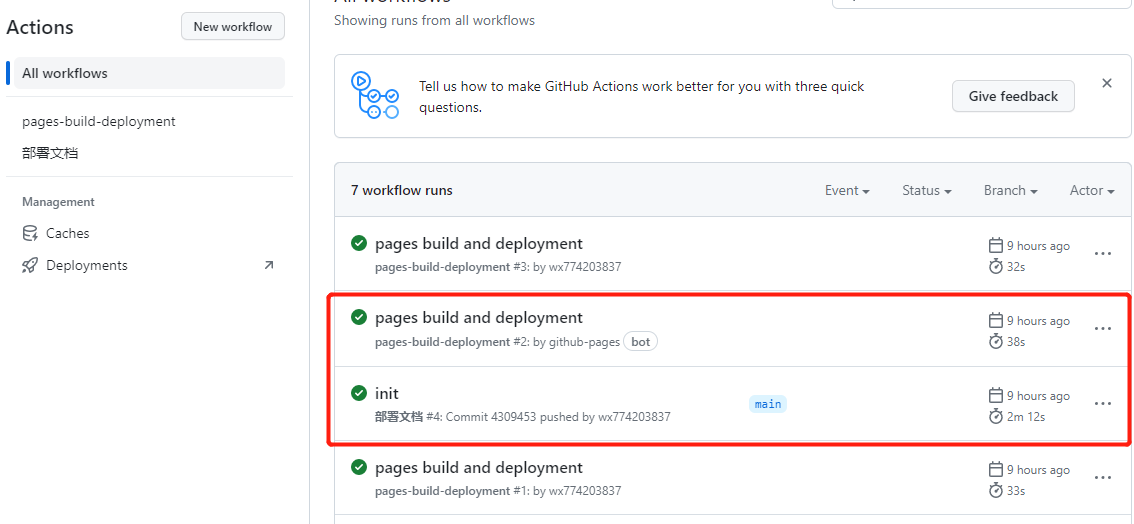 Actions
New workflow
All workflows
pages-build-deployment
部署文档
Management
Caches
Deployments
All workflows
Showing runs from all workflows
Tell us how to make GitHub Actions work better for you with three quick
questions.
Give feedback
7 workflow runs
Event
Status
Branch
Actor
pages build and deployment
pages-build-deployment #3: by wx774203837
9 hours ago
32s
pages build and deployment
pages-build-deployment #2: by github-pages bot
9 hours ago
38s
init
部署文档 #4: Commit 4309453 pushed by wx774203837
main
9 hours ago
2m 12s
pages build and deployment
pages-build-deployment #1: by wx774203837
9 hours ago
33s